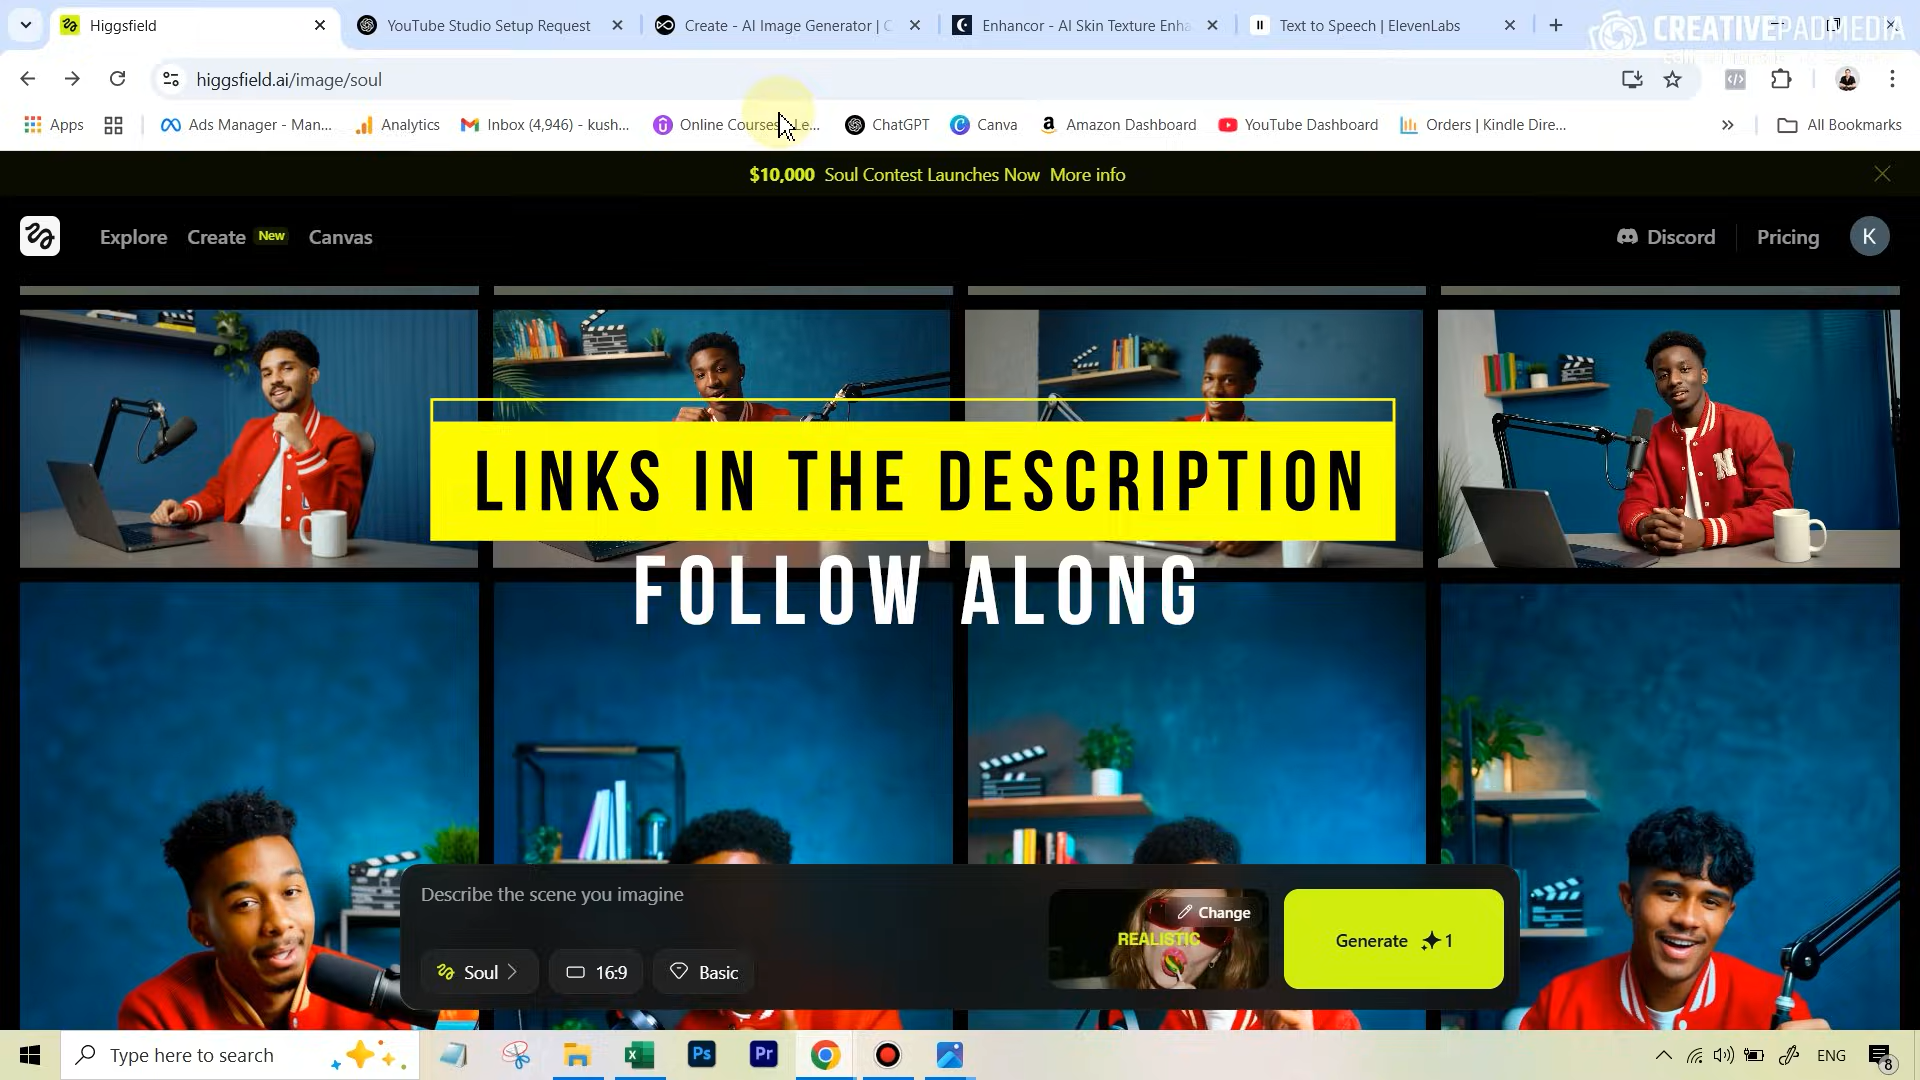 Higgsfield
YouTube Studio Setup Request
Create - AI Image Generator |
Enhancor - AI Skin Texture Enha
Text to Speech | ElevenLabs
CREATIVEPADMEDIA
higgsfield.ai/image/soul
Apps
Ads Manager - Man...
Analytics
Inbox (4,946) - kush...
Online Courses - Le...
ChatGPT
Canva
Amazon Dashboard
YouTube Dashboard
Orders | Kindle Dire...
All Bookmarks
$10,000 Soul Contest Launches Now More info
Explore
Create New
Canvas
Discord
Pricing
K
N
LINKS IN THE DESCRIPTION
FOLLOW ALONG
Describe the scene you imagine
Change
REALISTIC
Generate 1
Soul
16:9
Basic
Type here to search
Ps
Pr
ENG
8